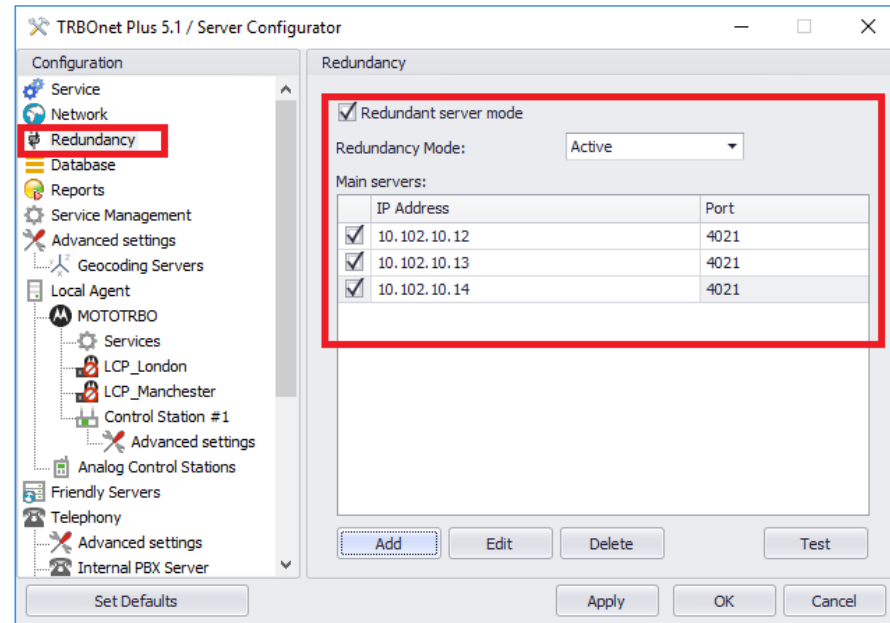 TRBOnet Plus 5.1 / Server Configurator
Configuration
Service
Network
Redundancy
Database
Reports
Service Management
Advanced settings
Geocoding Servers
Local Agent
MOTOTRBO
Services
LCP_London
LCP_Manchester
Control Station #1
Advanced settings
Analog Control Stations
Friendly Servers
Telephony
Advanced settings
Internal PBX Server
Set Defaults
Redundancy
Redundant server mode
Redundancy Mode: Active
Main servers:
IP Address Port
10.102.10.12 4021
10.102.10.13 4021
10.102.10.14 4021
Add Edit Delete Test
Apply OK Cancel